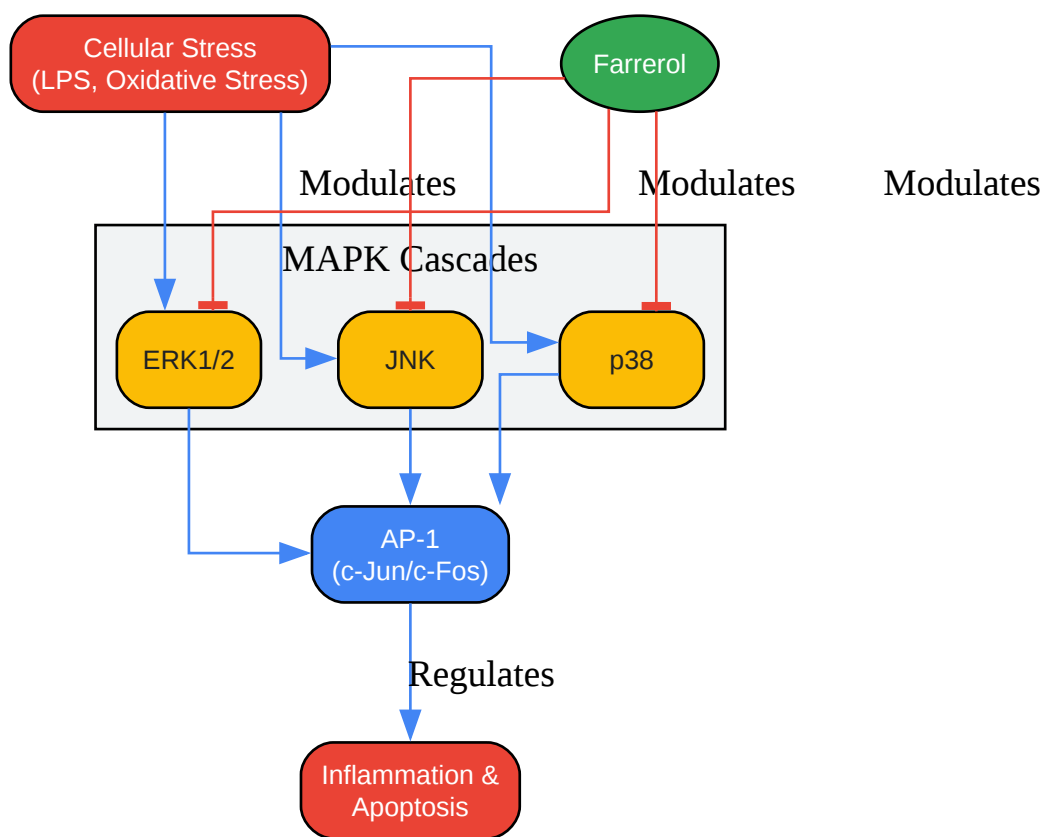 Cellular Stress
(LPS, Oxidative Stress)
Farrerol
Modulates
Modulates
Modulates
MAPK Cascades
ERK1/2
JNK
p38
AP-1
(c-Jun/c-Fos)
Regulates
Inflammation &
Apoptosis